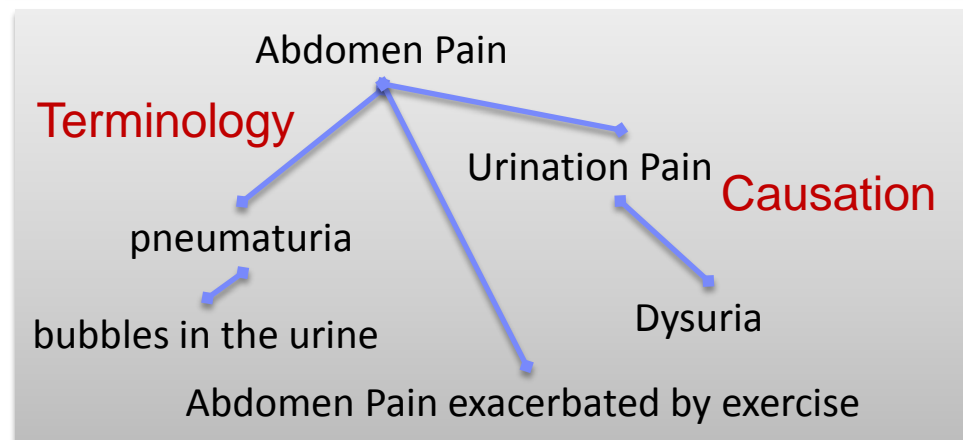 Abdomen Pain
Terminology
Urination Pain
Causation
pneumaturia
Dysuria
bubbles in the urine
Abdomen Pain exacerbated by exercise